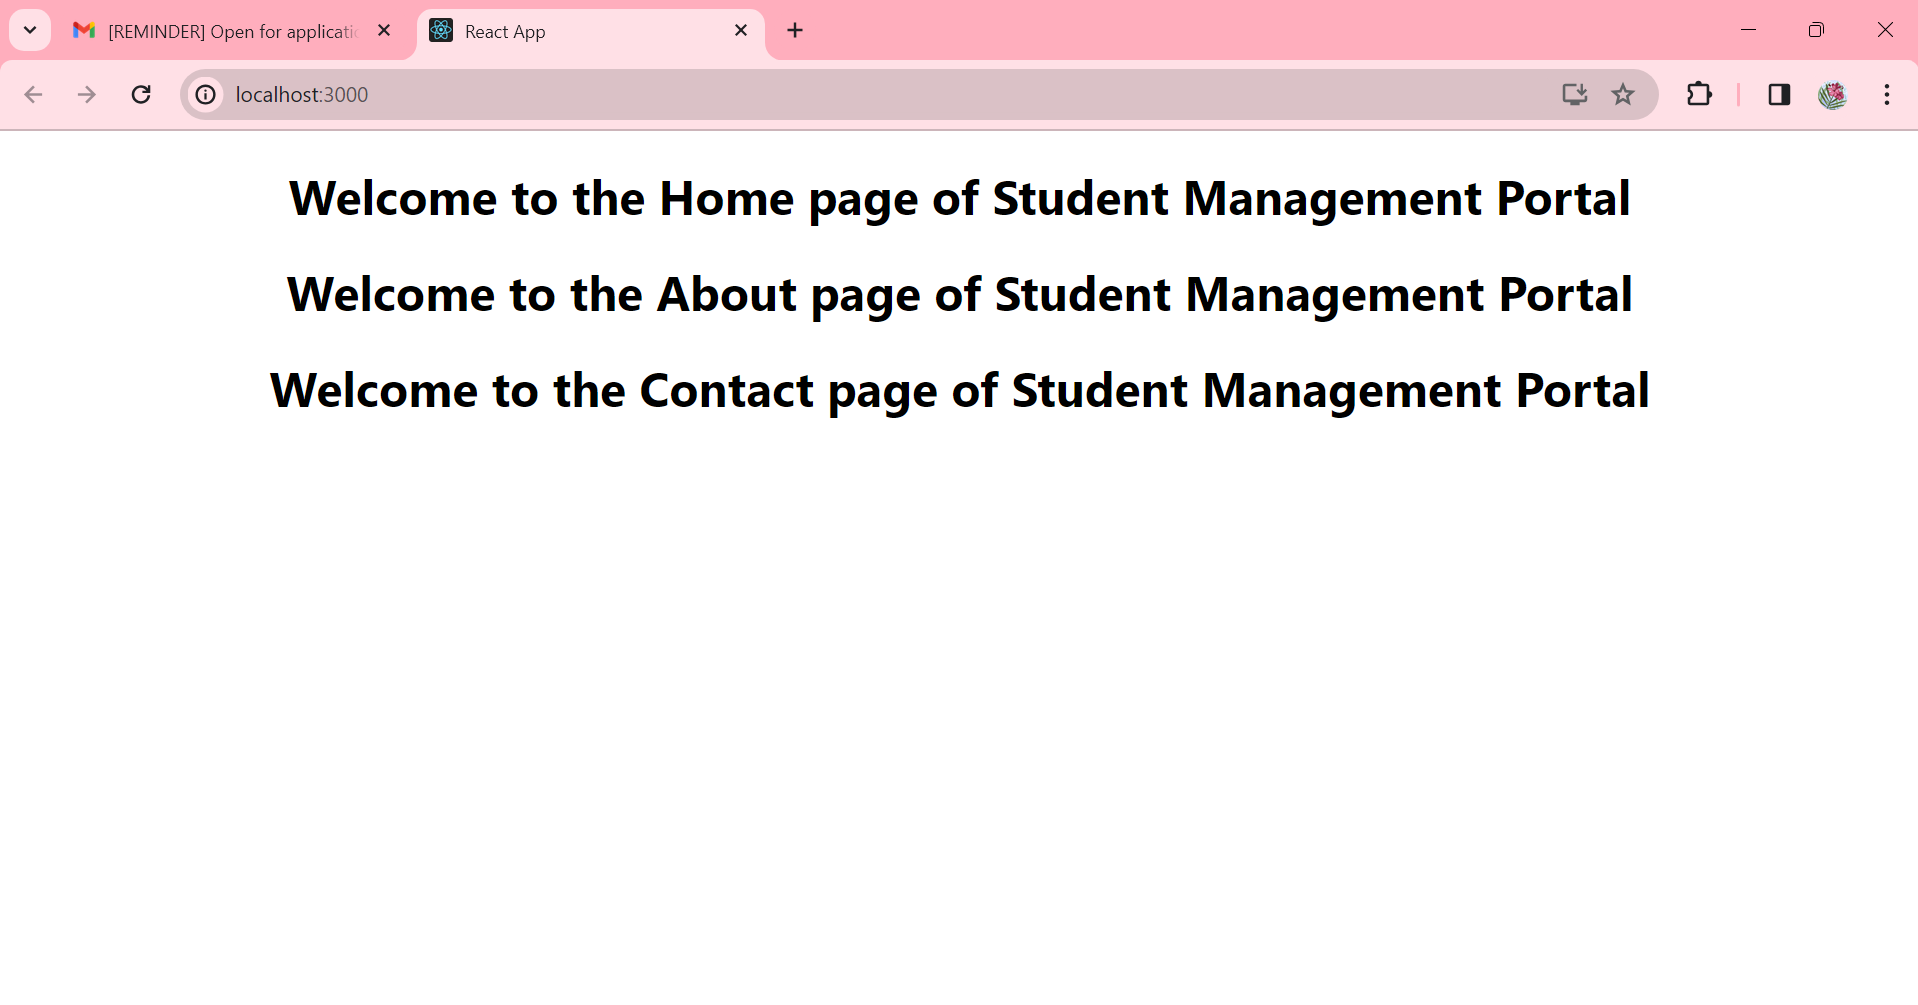 [REMINDER] Open for applicatio
React App
localhost:3000
Welcome to the Home page of Student Management Portal
Welcome to the About page of Student Management Portal
Welcome to the Contact page of Student Management Portal